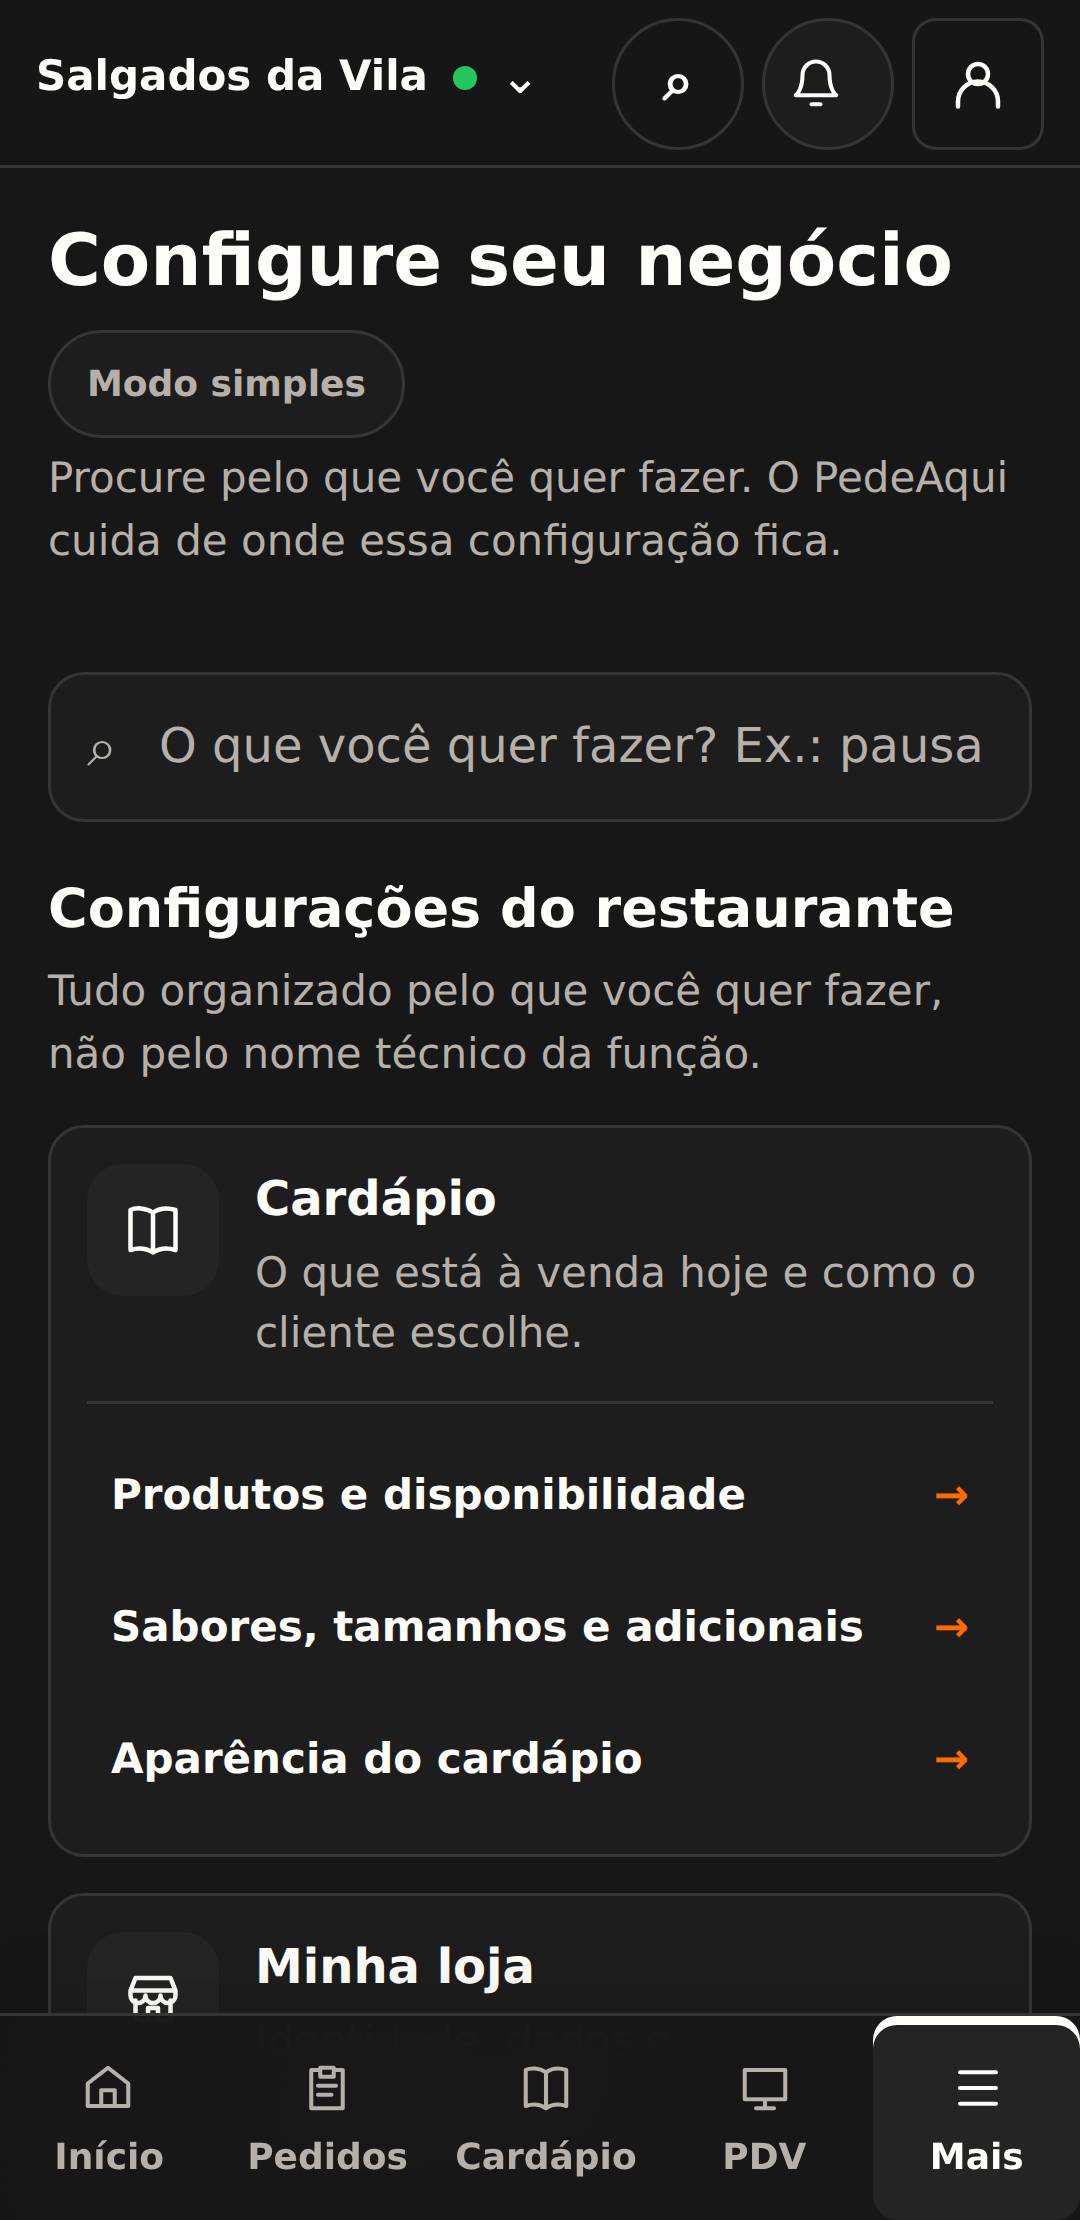 Salgados da Vila
Configure seu negócio
Modo simples
Procure pelo que você quer fazer. O PedeAqui
cuida de onde essa configuração fica.
O que você quer fazer? Ex.: pausa
Configurações do restaurante
Tudo organizado pelo que você quer fazer,
não pelo nome técnico da função.
Cardápio
O que está à venda hoje e como o
cliente escolhe.
Produtos e disponibilidade →
Sabores, tamanhos e adicionais →
Aparência do cardápio →
Minha loja
Início Pedidos Cardápio PDV Mais